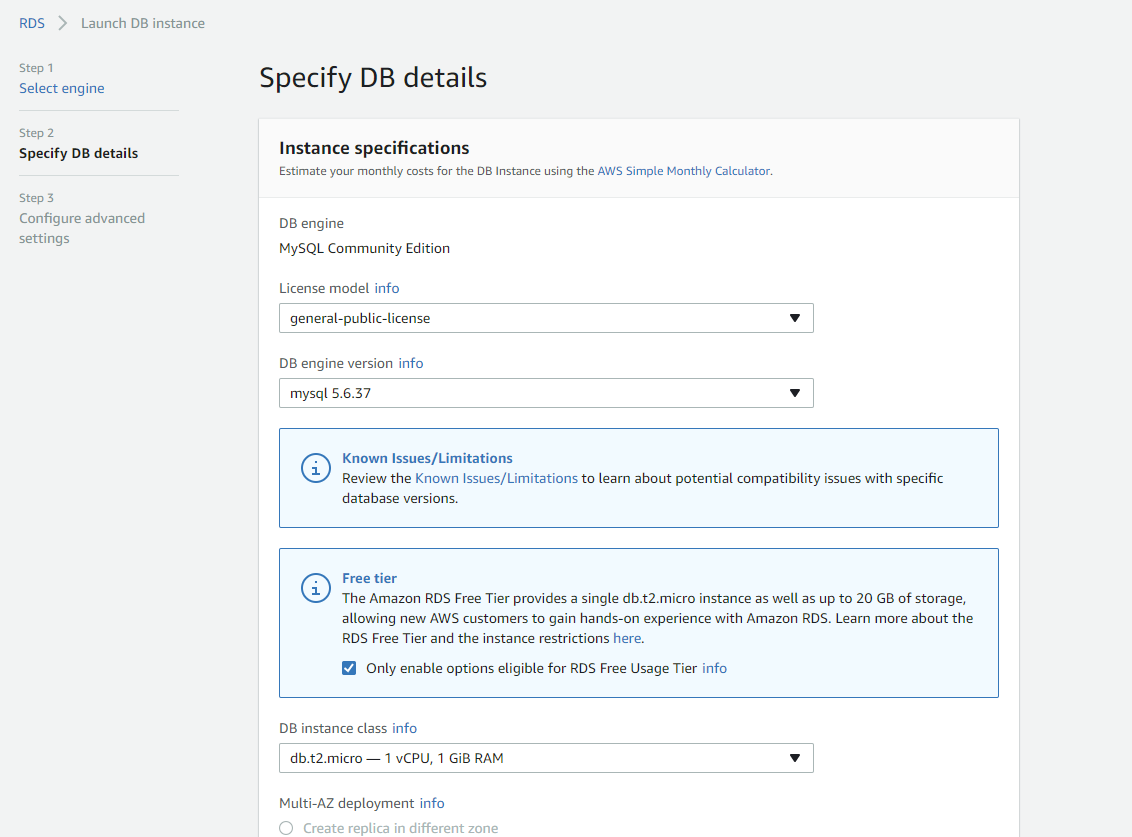 RDS > Launch DB instance
Step 1
Select engine
Step 2
Specify DB details
Step 3
Configure advanced
settings
Specify DB details
Instance specifications
Estimate your monthly costs for the DB Instance using the AWS Simple Monthly Calculator.
DB engine
MySQL Community Edition
License model info
general-public-license
DB engine version info
mysql 5.6.37
Known Issues/Limitations
Review the Known Issues/Limitations to learn about potential compatibility issues with specific
database versions.
Free tier
The Amazon RDS Free Tier provides a single db.t2.micro instance as well as up to 20 GB of storage,
allowing new AWS customers to gain hands-on experience with Amazon RDS. Learn more about the
RDS Free Tier and the instance restrictions here.
Only enable options eligible for RDS Free Usage Tier info
DB instance class info
db.t2.micro — 1 vCPU, 1 GiB RAM
Multi-AZ deployment info
Create replica in different zone